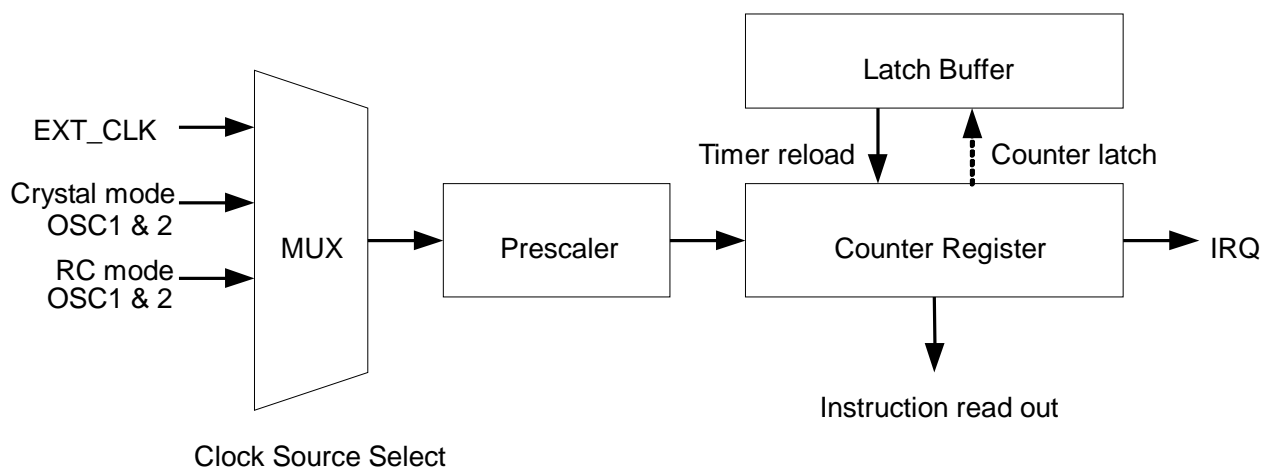 Latch Buffer
EXT_CLK
Timer reload
Counter latch
Crystal mode
OSC1 & 2
MUX
Prescaler
Counter Register
IRQ
RC mode
OSC1 & 2
Instruction read out
Clock Source Select